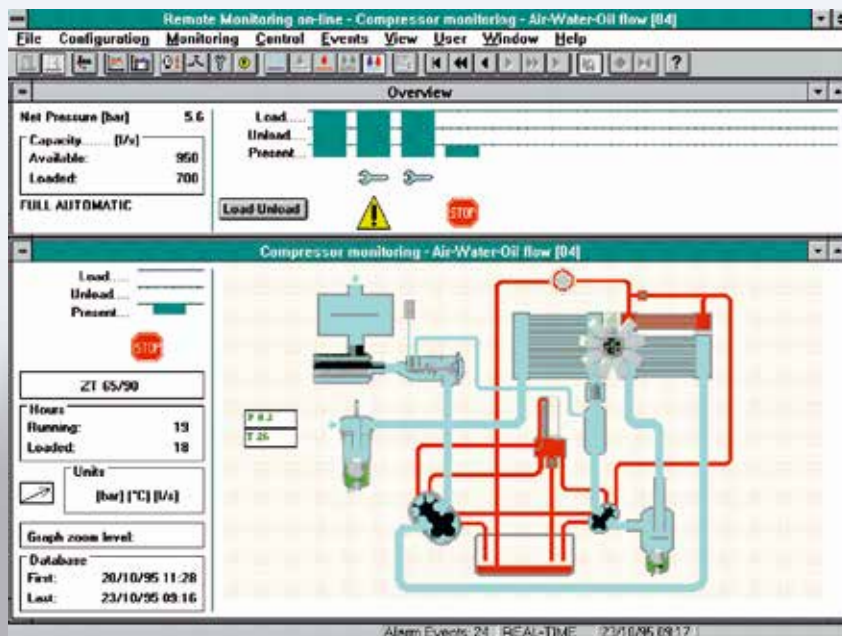 Remote Monitoring on-line - Compressor monitoring - Air-Water-Oil flow [04]
File Configuration Monitoring Control Events View User Window Help
Overview
Net Pressure [bar] 5.6
Capacity....... [l/s]
Available: 950
Loaded: 700
FULL AUTOMATIC
Load.....
Unload....
Present...
Load-Unload
STOP
Compressor monitoring - Air-Water-Oil flow [04]
Load.....
Unload....
Present...
STOP
ZT 65/90
Hours
Running: 19
Loaded: 18
Units
[bar] [°C] [l/s]
Graph zoom level:
Database
First: 20/10/95 11:28
Last: 23/10/95 09:16
T 26
Alarm Events: 24 REAL-TIME 23/10/95 09:17